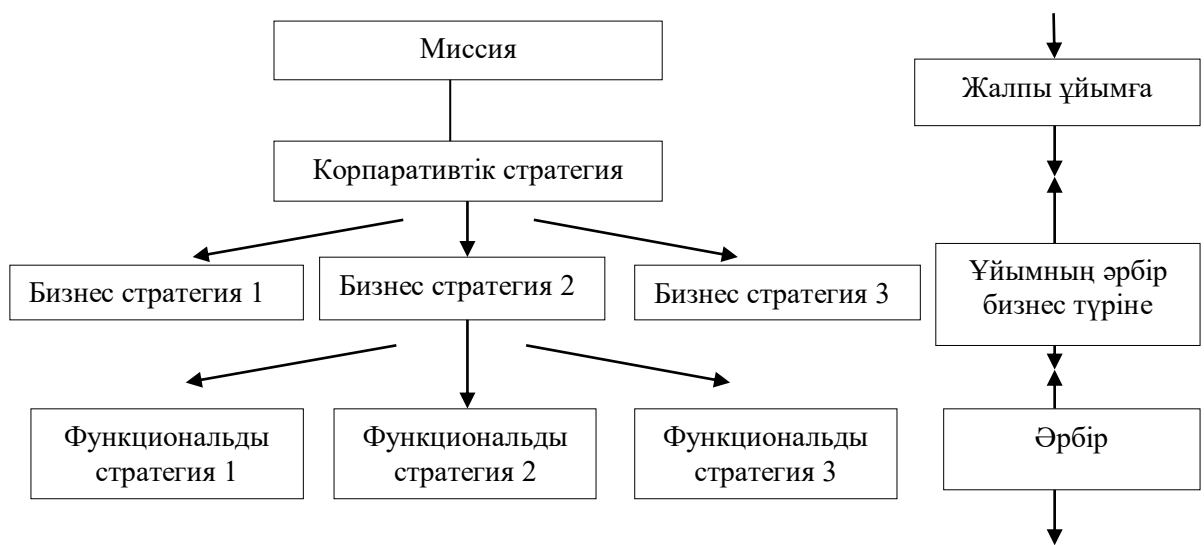 Миссия
Жалпы ұйымға
Корпаративтік стратегия
Бизнес стратегия 1
Бизнес стратегия 2
Бизнес стратегия 3
Ұйымның әрбір
бизнес түріне
Функциональды
стратегия 1
Функциональды
стратегия 2
Функциональды
стратегия 3
Әрбір